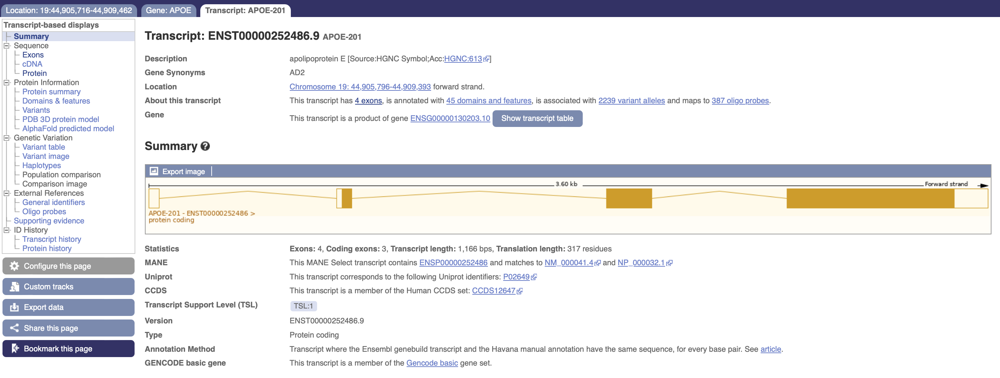 Location: 19:44,905,716-44,909,462
Gene: APOE
Transcript: APOE-201
Transcript-based displays
Summary
Sequence
Exons
cDNA
Protein
Protein Information
Protein summary
Domains & features
Variants
PDB 3D protein model
AlphaFold predicted model
Genetic Variation
Variant table
Variant image
Haplotypes
Population comparison
Comparison image
External References
General identifiers
Oligo probes
Supporting evidence
ID History
Transcript history
Protein history
Configure this page
Custom tracks
Export data
Share this page
Bookmark this page
Transcript: ENST00000252486.9 APOE-201
Description apolipoprotein E [Source:HGNC Symbol;Acc:HGNC:613]
Gene Synonyms AD2
Location Chromosome 19: 44,905,796-44,909,393 forward strand.
About this transcript This transcript has 4 exons, is annotated with 45 domains and features, is associated with 2239 variant alleles and maps to 387 oligo probes.
Gene This transcript is a product of gene ENSG00000130203.10 Show transcript table
Summary ?
Export image
3.60 kb Forward strand
APOE-201 - ENST00000252486 >
protein coding
Statistics Exons: 4, Coding exons: 3, Transcript length: 1,166 bps, Translation length: 317 residues
MANE This MANE Select transcript contains ENSP00000252486 and matches to NM_000041.4 and NP_000032.1
Uniprot This transcript corresponds to the following Uniprot identifiers: P02649
CCDS This transcript is a member of the Human CCDS set: CCDS12647
Transcript Support Level (TSL) TSL:1
Version ENST00000252486.9
Type Protein coding
Annotation Method Transcript where the Ensembl genebuild transcript and the Havana manual annotation have the same sequence, for every base pair. See article.
GENCODE basic gene This transcript is a member of the Gencode basic gene set.